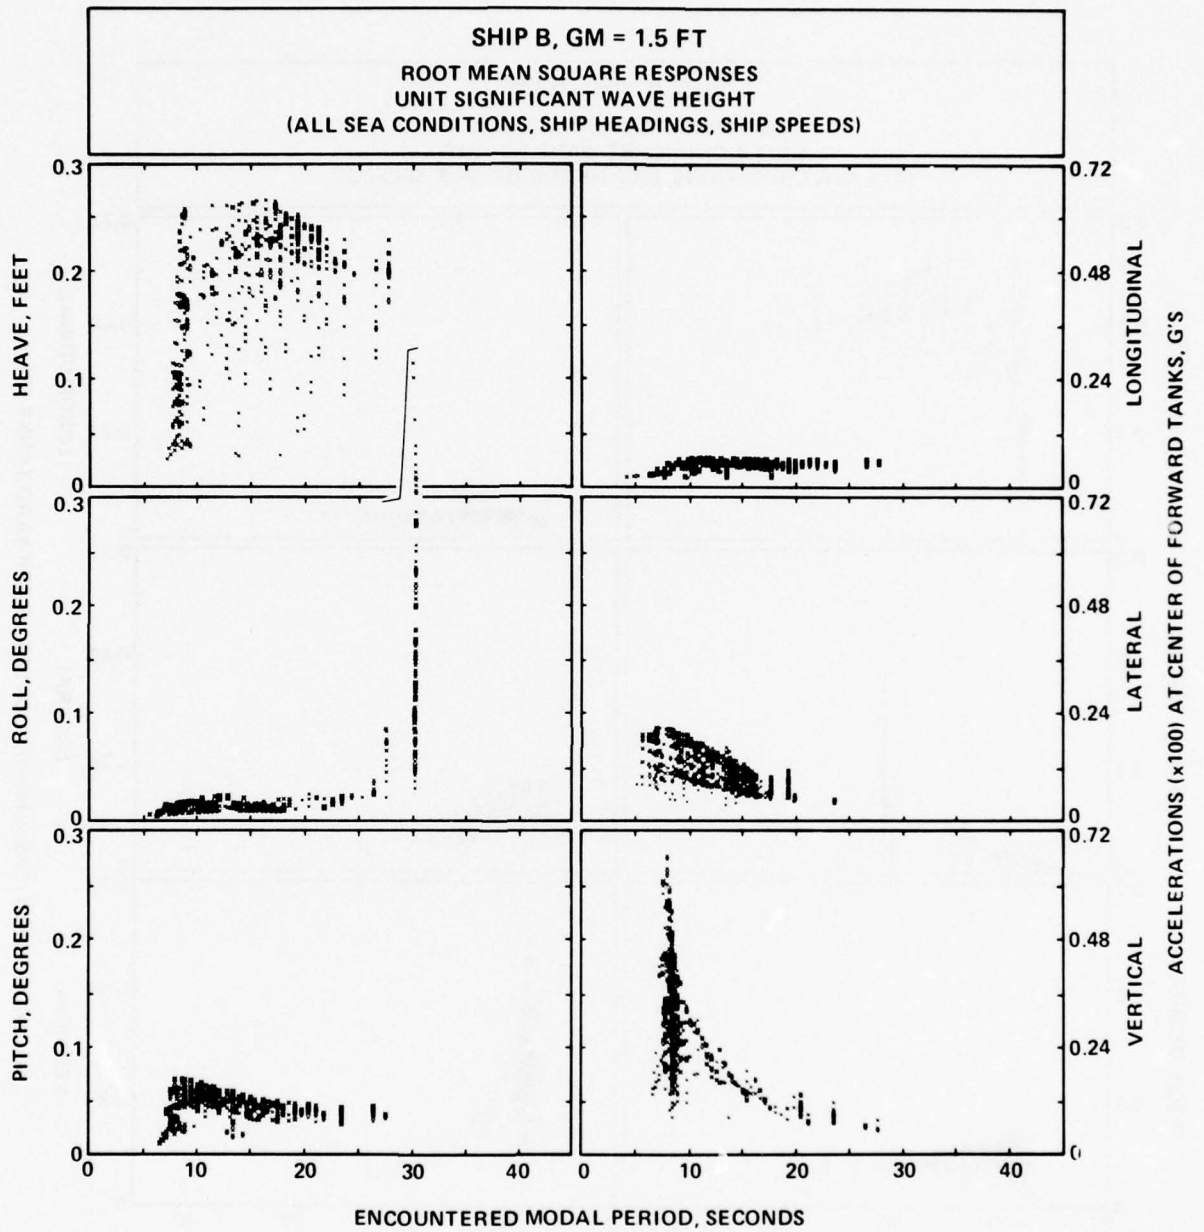 SHIP B, GM = 1.5 FT
ROOT MEAN SQUARE RESPONSES
UNIT SIGNIFICANT WAVE HEIGHT
(ALL SEA CONDITIONS, SHIP HEADINGS, SHIP SPEEDS)
0.3
0.2
0.1
0
HEAVE, FEET
0.72
0.48
0.24
0
LONGITUDINAL
0.3
0.2
0.1
0
ROLL, DEGREES
0.72
0.48
0.24
0
LATERAL
0.3
0.2
0.1
0
PITCH, DEGREES
0.72
0.48
0.24
VERTICAL
ACCELERATIONS (x100) AT CENTER OF FORWARD TANKS, G'S
0 10 20 30 40 0 10 20 30 40
ENCOUNTERED MODAL PERIOD, SECONDS